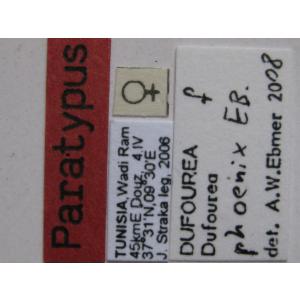 Paratypus
♀
TUNISIA, Wadi Ram
45kmE Douz, 4.IV
37°31'N,09°30'E
J. Straka leg, 2006
f
DUFOUREA
Dufourea
phoenix EB.
det. A.W.Ebmer 2008